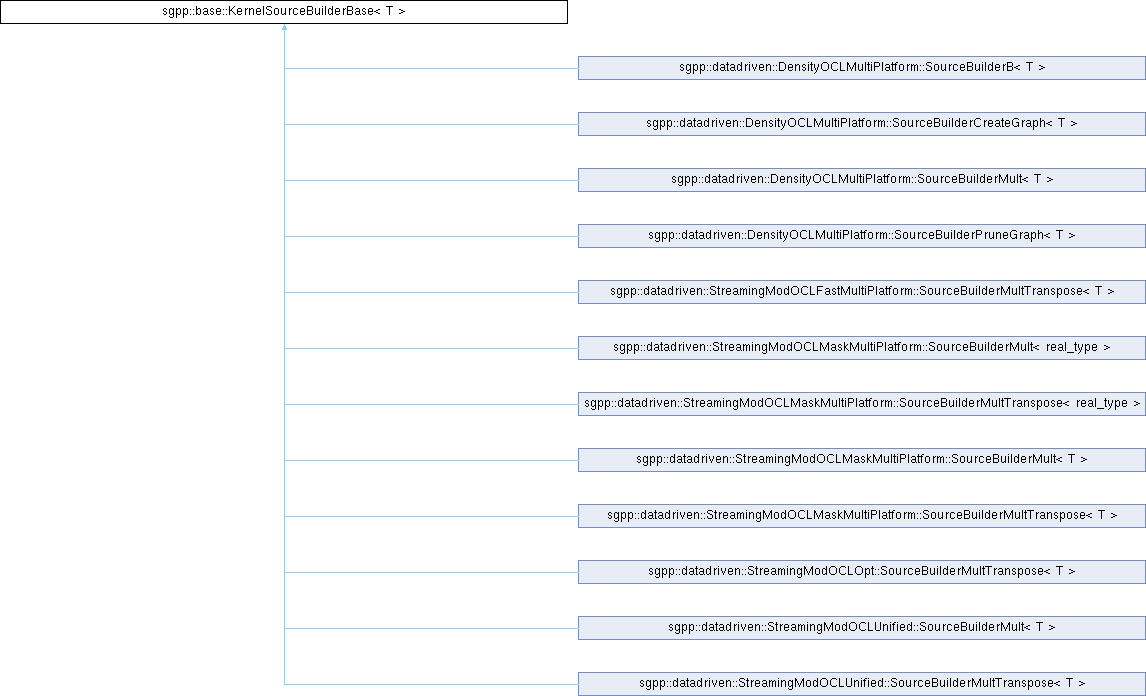 sgpp::base::KernelSourceBuilderBase< T >
sgpp::datadriven::DensityOCLMultiPlatform::SourceBuilderB< T >
sgpp::datadriven::DensityOCLMultiPlatform::SourceBuilderCreateGraph< T >
sgpp::datadriven::DensityOCLMultiPlatform::SourceBuilderMult< T >
sgpp::datadriven::DensityOCLMultiPlatform::SourceBuilderPruneGraph< T >
sgpp::datadriven::StreamingModOCLFastMultiPlatform::SourceBuilderMultTranspose< T >
sgpp::datadriven::StreamingModOCLMaskMultiPlatform::SourceBuilderMult< real_type >
sgpp::datadriven::StreamingModOCLMaskMultiPlatform::SourceBuilderMultTranspose< real_type >
sgpp::datadriven::StreamingModOCLMaskMultiPlatform::SourceBuilderMult< T >
sgpp::datadriven::StreamingModOCLMaskMultiPlatform::SourceBuilderMultTranspose< T >
sgpp::datadriven::StreamingModOCLOpt::SourceBuilderMultTranspose< T >
sgpp::datadriven::StreamingModOCLUnified::SourceBuilderMult< T >
sgpp::datadriven::StreamingModOCLUnified::SourceBuilderMultTranspose< T >